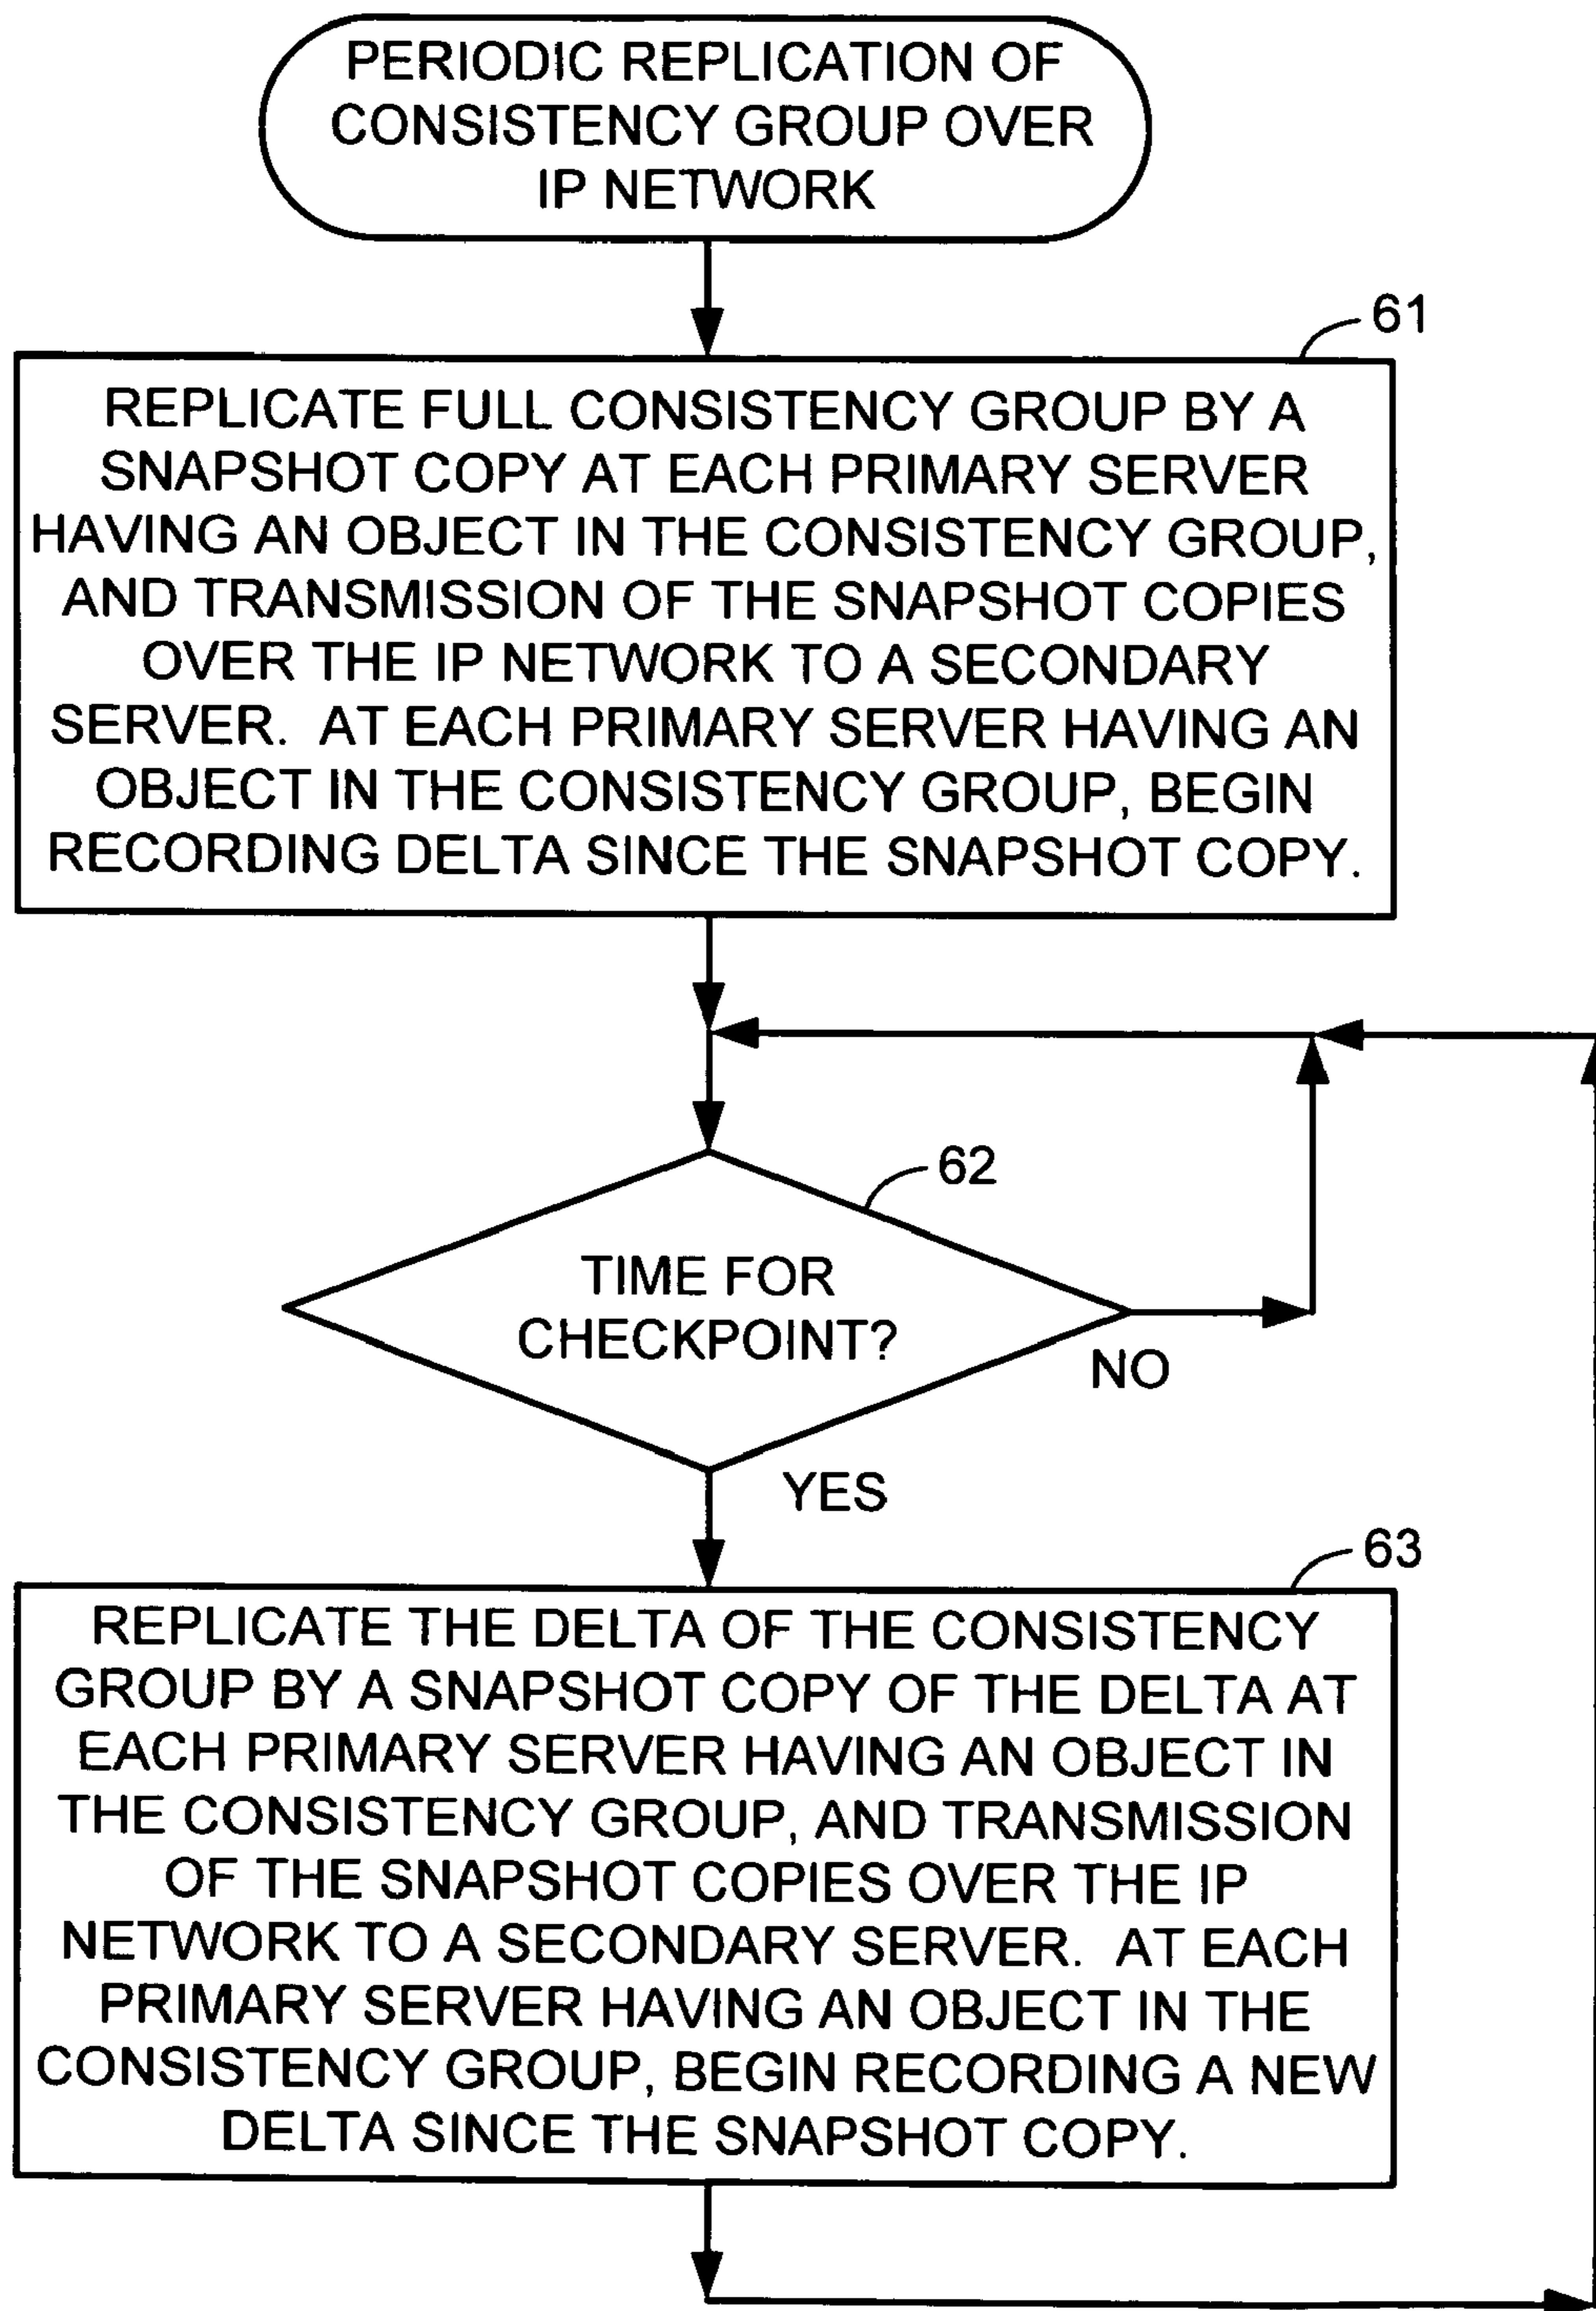 PERIODIC REPLICATION OF
CONSISTENCY GROUP OVER
IP NETWORK
61
REPLICATE FULL CONSISTENCY GROUP BY A
SNAPSHOT COPY AT EACH PRIMARY SERVER
HAVING AN OBJECT IN THE CONSISTENCY GROUP,
AND TRANSMISSION OF THE SNAPSHOT COPIES
OVER THE IP NETWORK TO A SECONDARY
SERVER. AT EACH PRIMARY SERVER HAVING AN
OBJECT IN THE CONSISTENCY GROUP, BEGIN
RECORDING DELTA SINCE THE SNAPSHOT COPY.
62
TIME FOR
CHECKPOINT?
NO
YES
63
REPLICATE THE DELTA OF THE CONSISTENCY
GROUP BY A SNAPSHOT COPY OF THE DELTA AT
EACH PRIMARY SERVER HAVING AN OBJECT IN
THE CONSISTENCY GROUP, AND TRANSMISSION
OF THE SNAPSHOT COPIES OVER THE IP
NETWORK TO A SECONDARY SERVER. AT EACH
PRIMARY SERVER HAVING AN OBJECT IN THE
CONSISTENCY GROUP, BEGIN RECORDING A NEW
DELTA SINCE THE SNAPSHOT COPY.